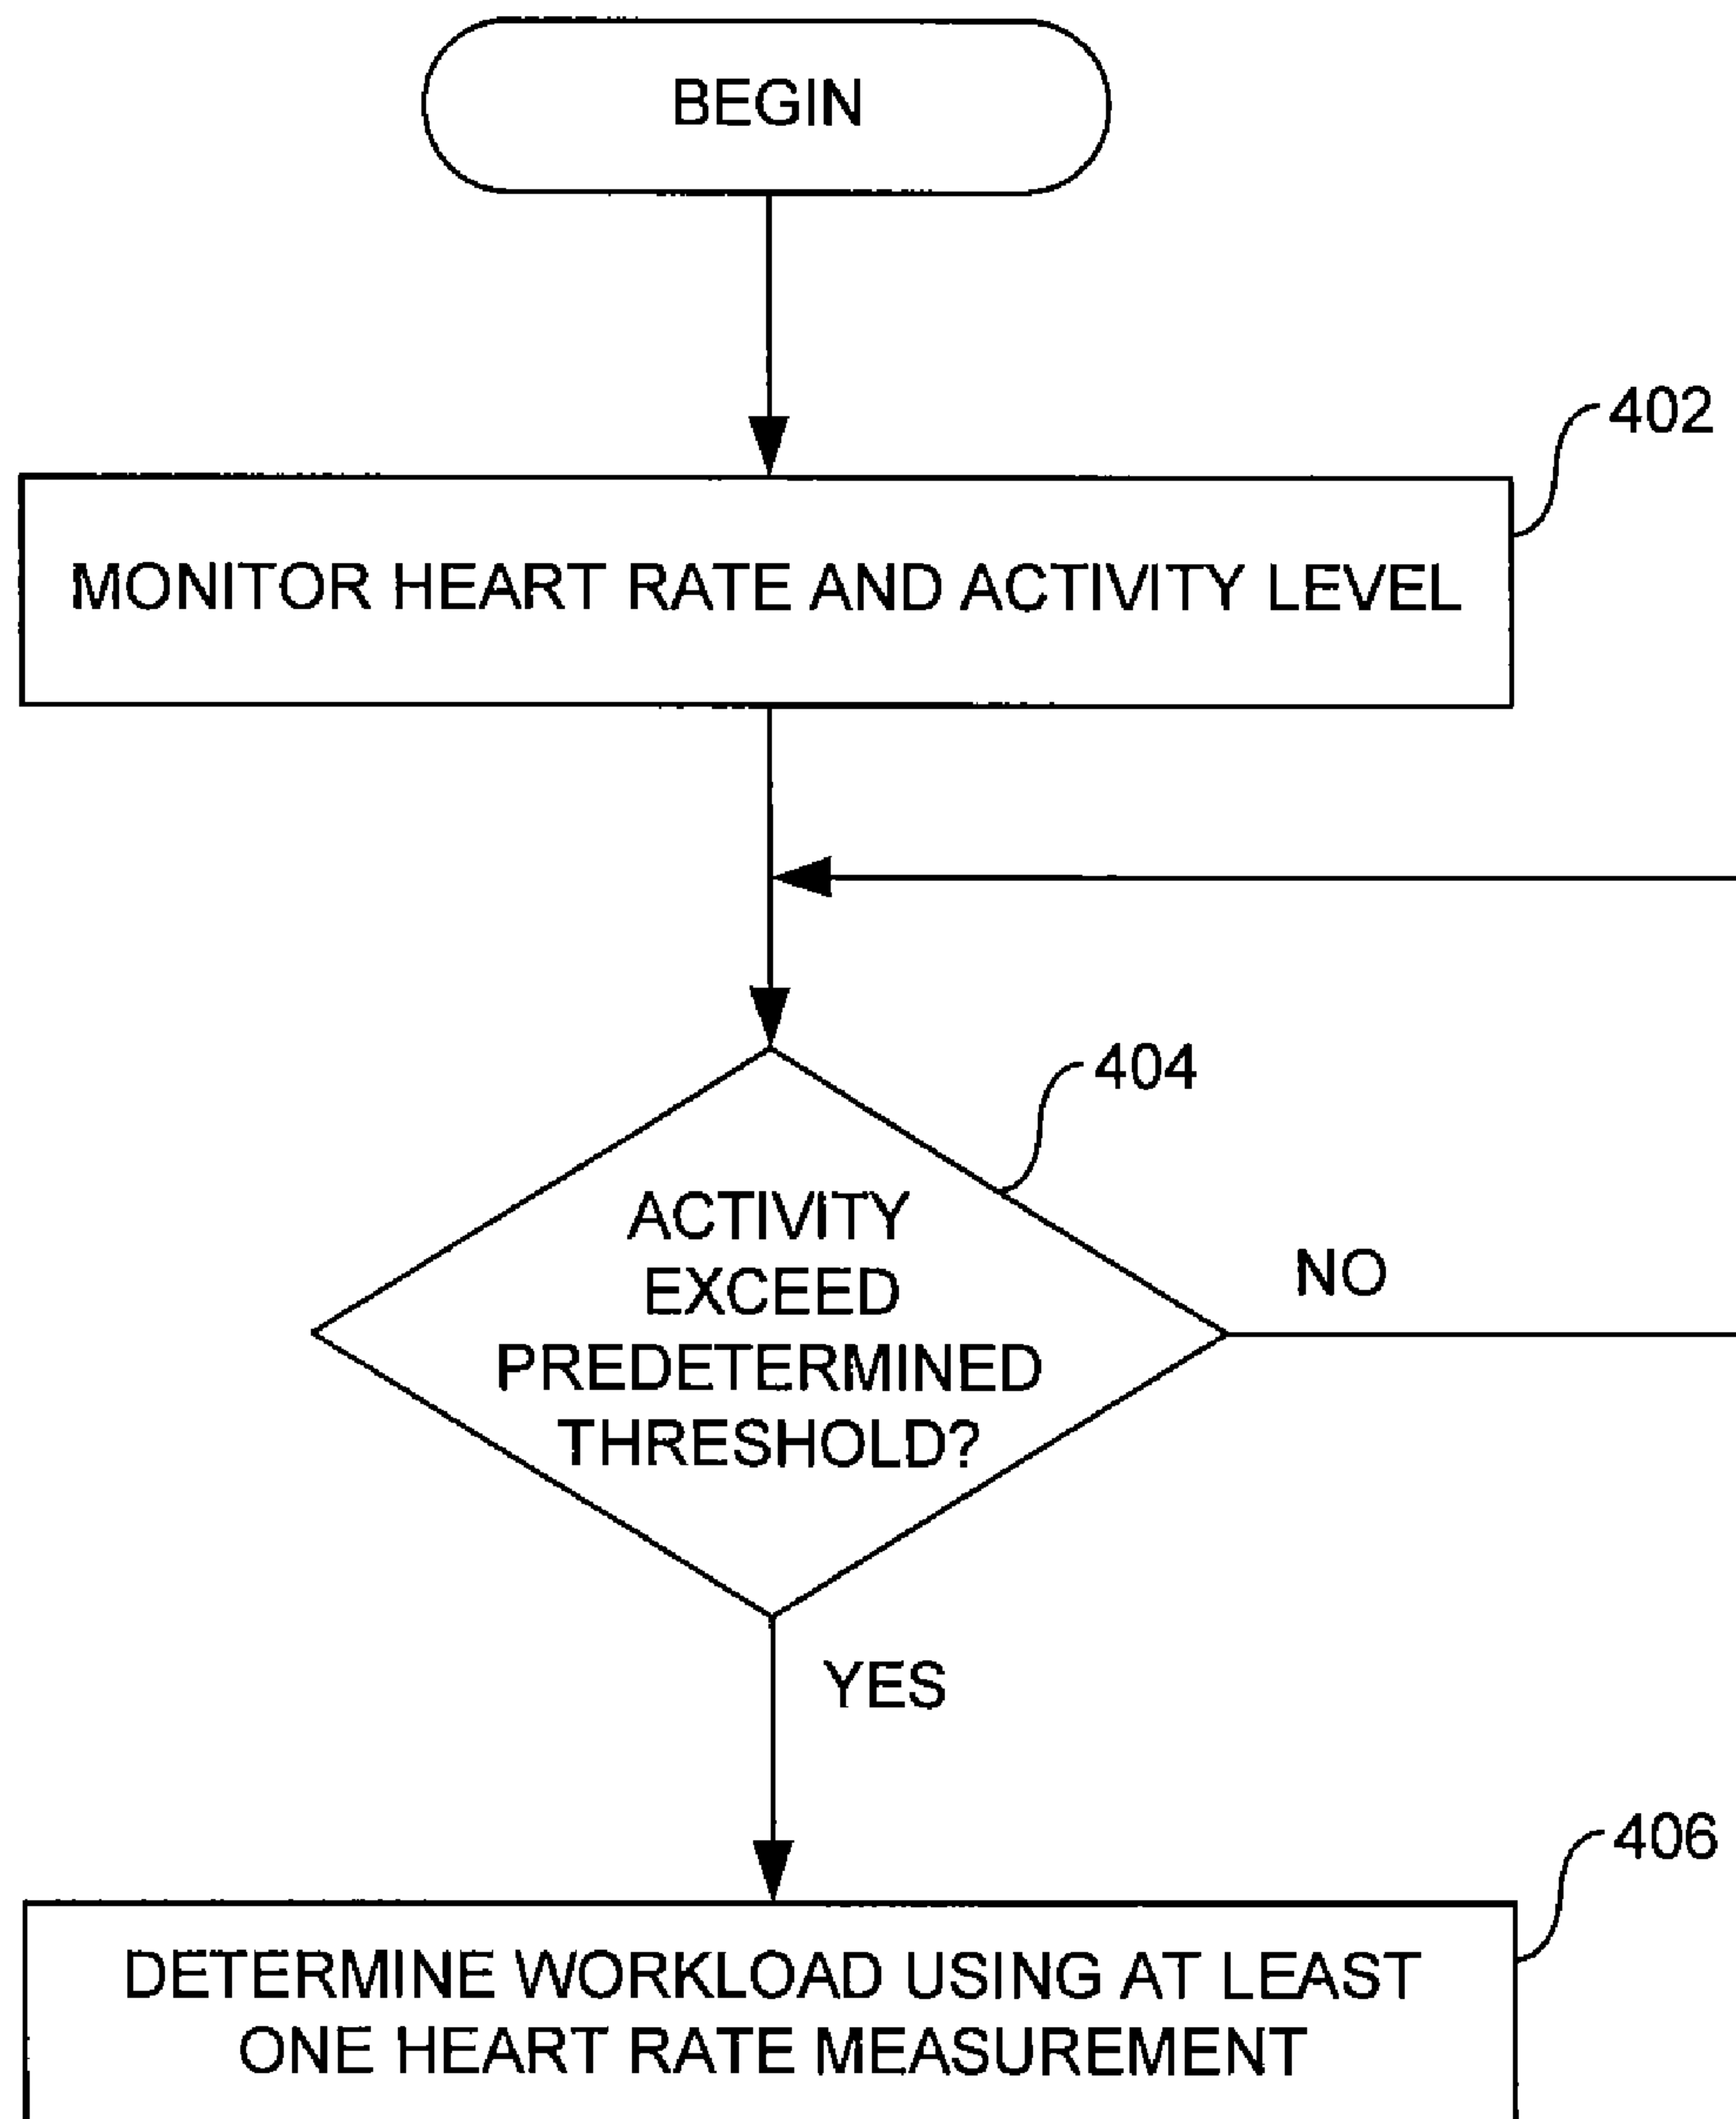 BEGIN
402
MONITOR HEART RATE AND ACTIVITY LEVEL
404
ACTIVITY
EXCEED
PREDETERMINED
THRESHOLD?
NO
YES
406
DETERMINE WORKLOAD USING AT LEAST
ONE HEART RATE MEASUREMENT